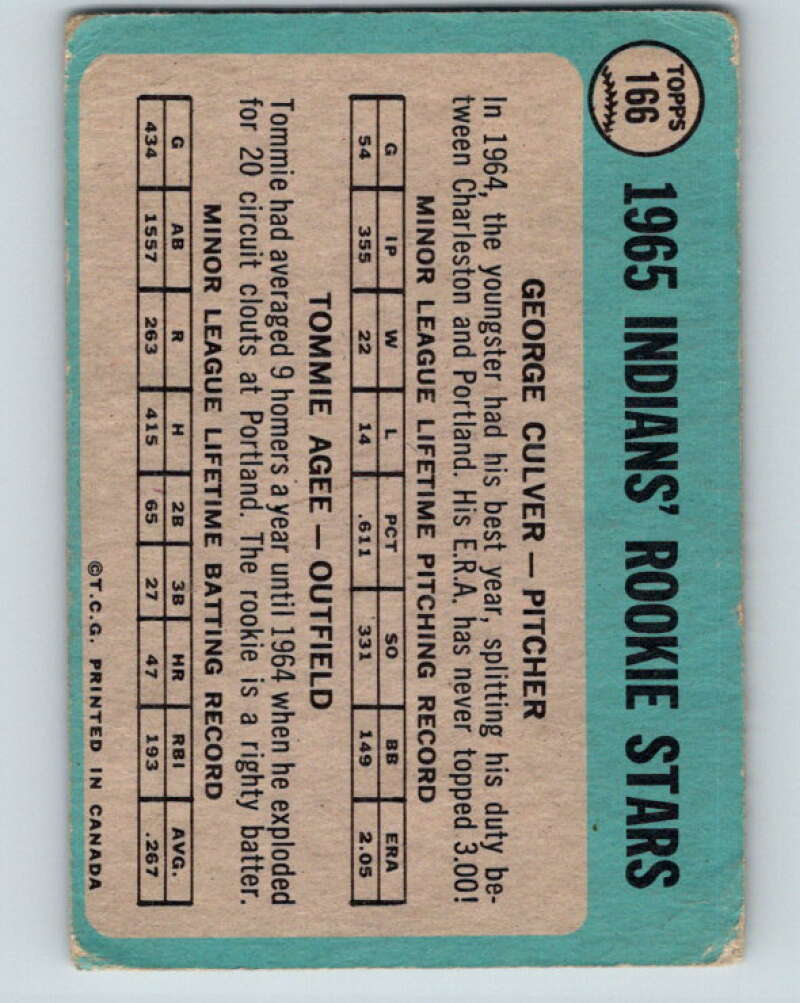 TOPPS
166
1965 INDIANS' ROOKIE STARS
GEORGE CULVER — PITCHER
In 1964, the youngster had his best year, splitting his duty be-
tween Charleston and Portland. His E.R.A. has never topped 3.00!
MINOR LEAGUE LIFETIME PITCHING RECORD
G IP W L PCT SO BB ERA
54 355 22 14 .611 331 149 2.05
TOMMIE AGEE — OUTFIELD
Tommie had averaged 9 homers a year until 1964 when he exploded
for 20 circuit clouts at Portland. The rookie is a righty batter.
MINOR LEAGUE LIFETIME BATTING RECORD
G AB R H 2B 3B HR RBI AVG.
434 1557 263 415 65 27 47 193 .267
©T.C.G. PRINTED IN CANADA